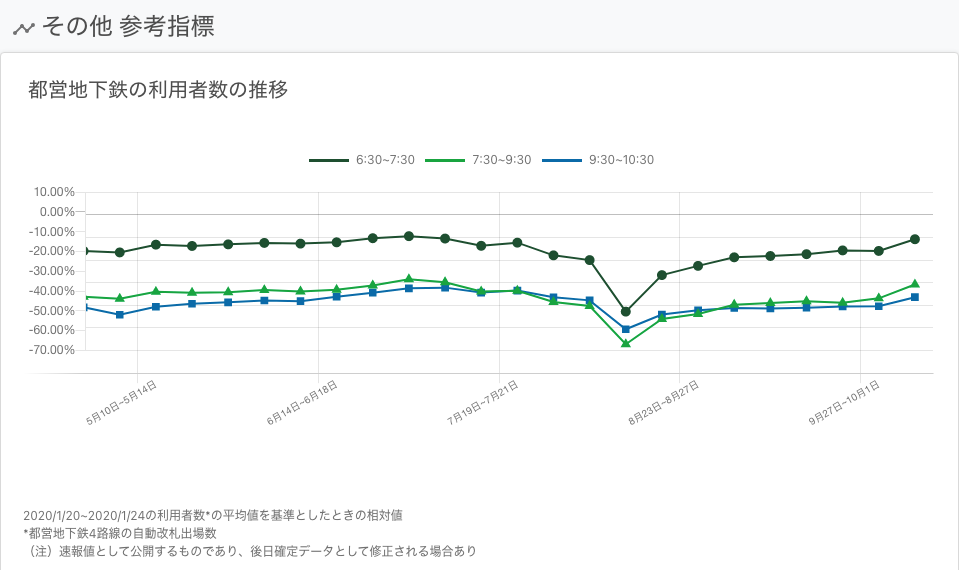 その他 参考指標
都営地下鉄の利用者数の推移
6:30~7:30 7:30~9:30 9:30~10:30
10.00%
0.00%
-10.00%
-20.00%
-30.00%
-40.00%
-50.00%
-60.00%
-70.00%
5月10日~5月14日 6月14日~6月18日 7月19日~7月21日 8月23日~8月27日 9月27日~10月1日
2020/1/20~2020/1/24の利用者数*の平均値を基準としたときの相対値
*都営地下鉄4路線の自動改札出場数
（注）速報値として公開するものであり、後日確定データとして修正される場合あり